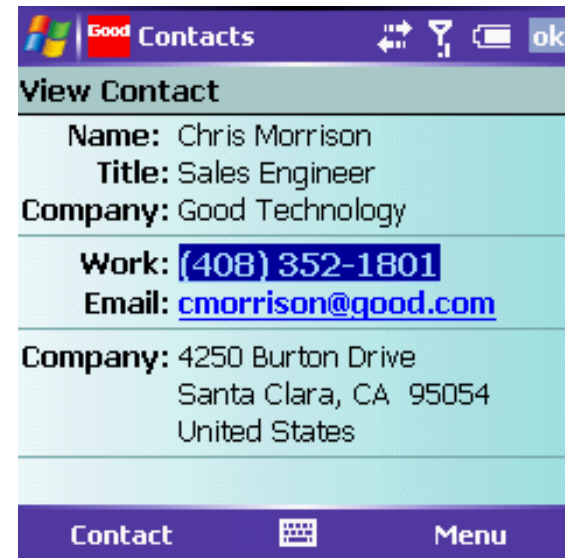 Good Contacts ok
View Contact
Name: Chris Morrison
Title: Sales Engineer
Company: Good Technology
Work: (408) 352-1801
Email: cmorrison@good.com
Company: 4250 Burton Drive
Santa Clara, CA 95054
United States
Contact Menu